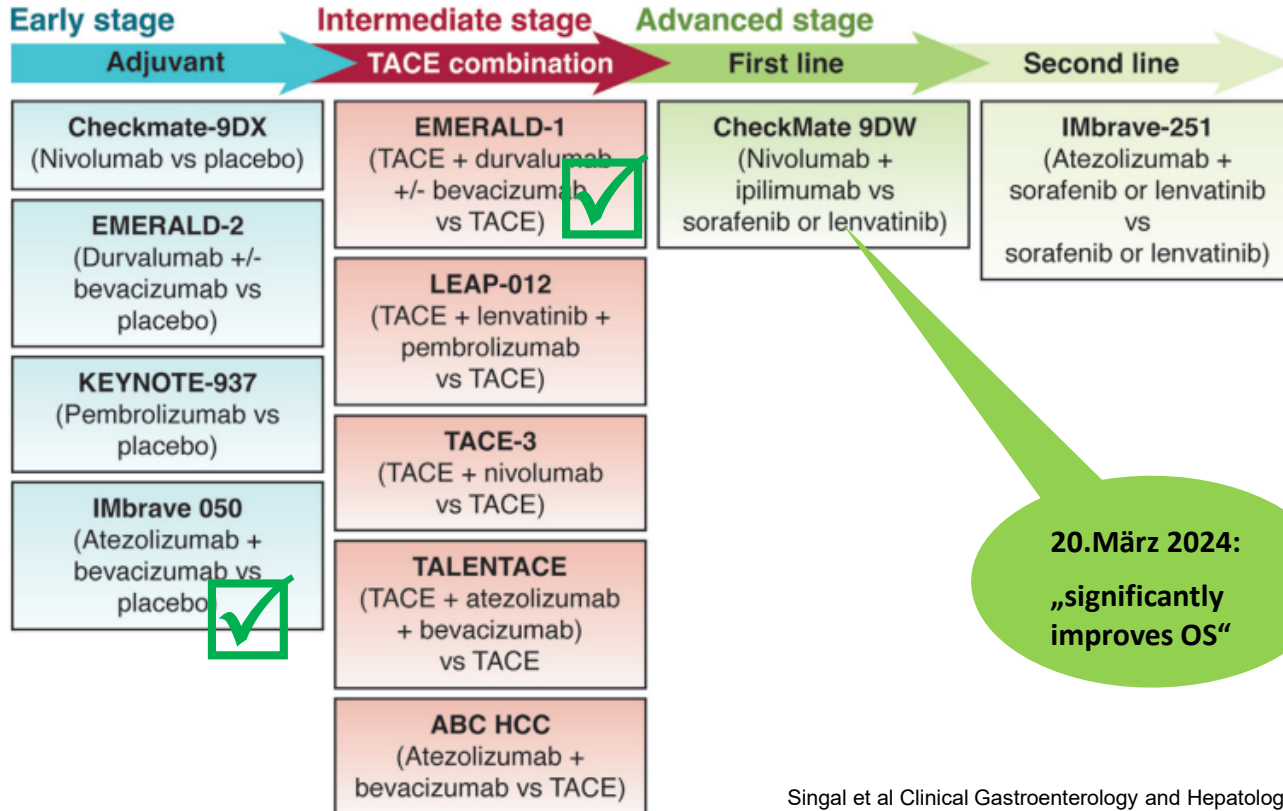 Early stage
Intermediate stage
Advanced stage
Adjuvant
TACE combination
First line
Second line
Checkmate-9DX
(Nivolumab vs placebo)
EMERALD-2
(Durvalumab +/-
bevacizumab vs
placebo)
KEYNOTE-937
(Pembrolizumab vs
placebo)
IMbrave 050
(Atezolizumab +
bevacizumab vs
placebo)
EMERALD-1
(TACE + durvalumab
+/- bevacizumab
vs TACE)
LEAP-012
(TACE + lenvatinib +
pembrolizumab
vs TACE)
TACE-3
(TACE + nivolumab
vs TACE)
TALENTACE
(TACE + atezolizumab
+ bevacizumab)
vs TACE
ABC HCC
(Atezolizumab +
bevacizumab vs TACE)
CheckMate 9DW
(Nivolumab +
ipilimumab vs
sorafenib or lenvatinib)
IMbrave-251
(Atezolizumab +
sorafenib or lenvatinib
vs
sorafenib or lenvatinib)
20.März 2024:
„significantly
improves OS“
Singal et al Clinical Gastroenterology and Hepatolog